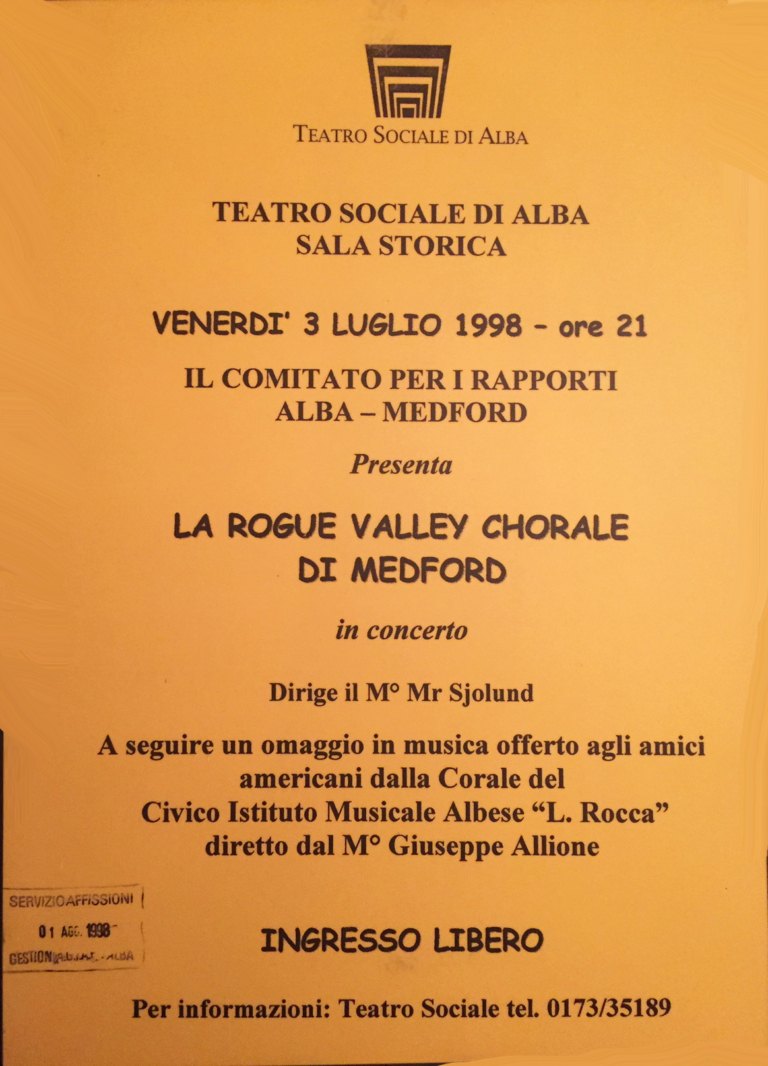 TEATRO SOCIALE DI ALBA
TEATRO SOCIALE DI ALBA
SALA STORICA
VENERDI' 3 LUGLIO 1998 – ore 21
IL COMITATO PER I RAPPORTI
ALBA – MEDFORD
Presenta
LA ROGUE VALLEY CHORALE
DI MEDFORD
in concerto
Dirige il M° Mr Sjolund
A seguire un omaggio in musica offerto agli amici
americani dalla Corale del
Civico Istituto Musicale Albese “L. Rocca”
diretto dal M° Giuseppe Allione
SERVIZIO AFFISSIONI
01 AGO. 1998
ALBA
INGRESSO LIBERO
Per informazioni: Teatro Sociale tel. 0173/35189